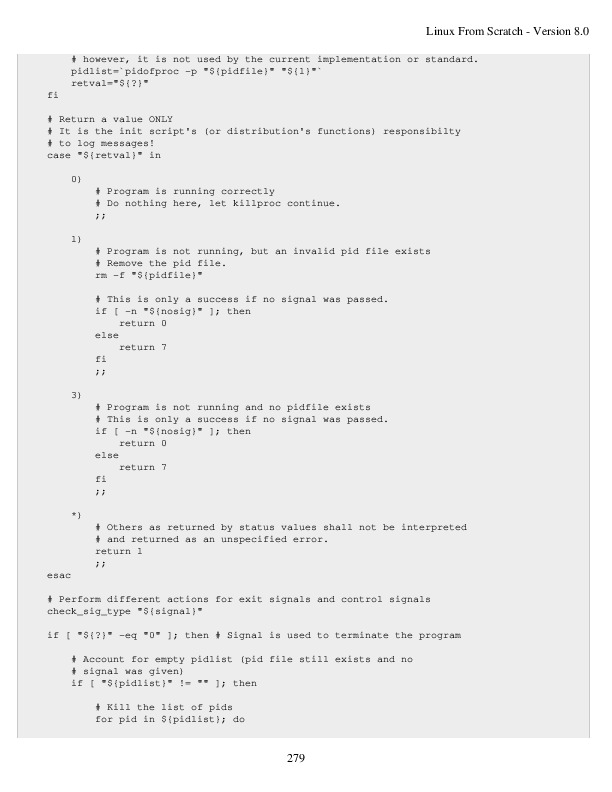 Linux From Scratch - Version 8.0
# however, it is not used by the current implementation or standard.
pidlist=`pidofproc -p "${pidfile}" "${1}"`
retval="${?}"
fi
# Return a value ONLY
# It is the init script's (or distribution's functions) responsibilty
# to log messages!
case "${retval}" in
0)
# Program is running correctly
# Do nothing here, let killproc continue.
;;
1)
# Program is not running, but an invalid pid file exists
# Remove the pid file.
rm -f "${pidfile}"
# This is only a success if no signal was passed.
if [ -n "${nosig}" ]; then
return 0
else
return 7
fi
;;
3)
# Program is not running and no pidfile exists
# This is only a success if no signal was passed.
if [ -n "${nosig}" ]; then
return 0
else
return 7
fi
;;
*)
# Others as returned by status values shall not be interpreted
# and returned as an unspecified error.
return 1
;;
esac
# Perform different actions for exit signals and control signals
check_sig_type "${signal}"
if [ "${?}" -eq "0" ]; then # Signal is used to terminate the program
# Account for empty pidlist (pid file still exists and no
# signal was given)
if [ "${pidlist}" != "" ]; then
# Kill the list of pids
for pid in ${pidlist}; do
279